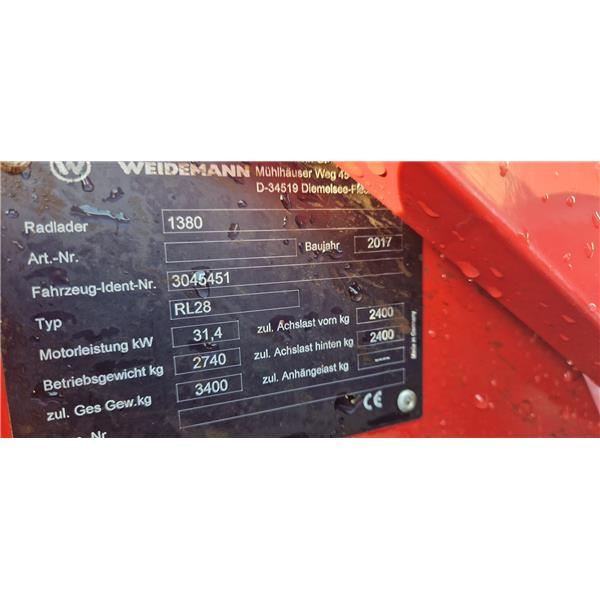 W WEIDEMANN
Mühlhäuser Weg 45
D-34519 Diemelsee
Radlader 1380
Art.-Nr. Baujahr 2017
Fahrzeug-Ident-Nr. 3045451
Typ RL28
Motorleistung kW 31,4 zul. Achslast vorn kg 2400
Betriebsgewicht kg 2740 zul. Achslast hinten kg 2400
zul. Ges Gew.kg 3400 zul. Anhängelast kg ---
Nr.
CE
Made in Germany